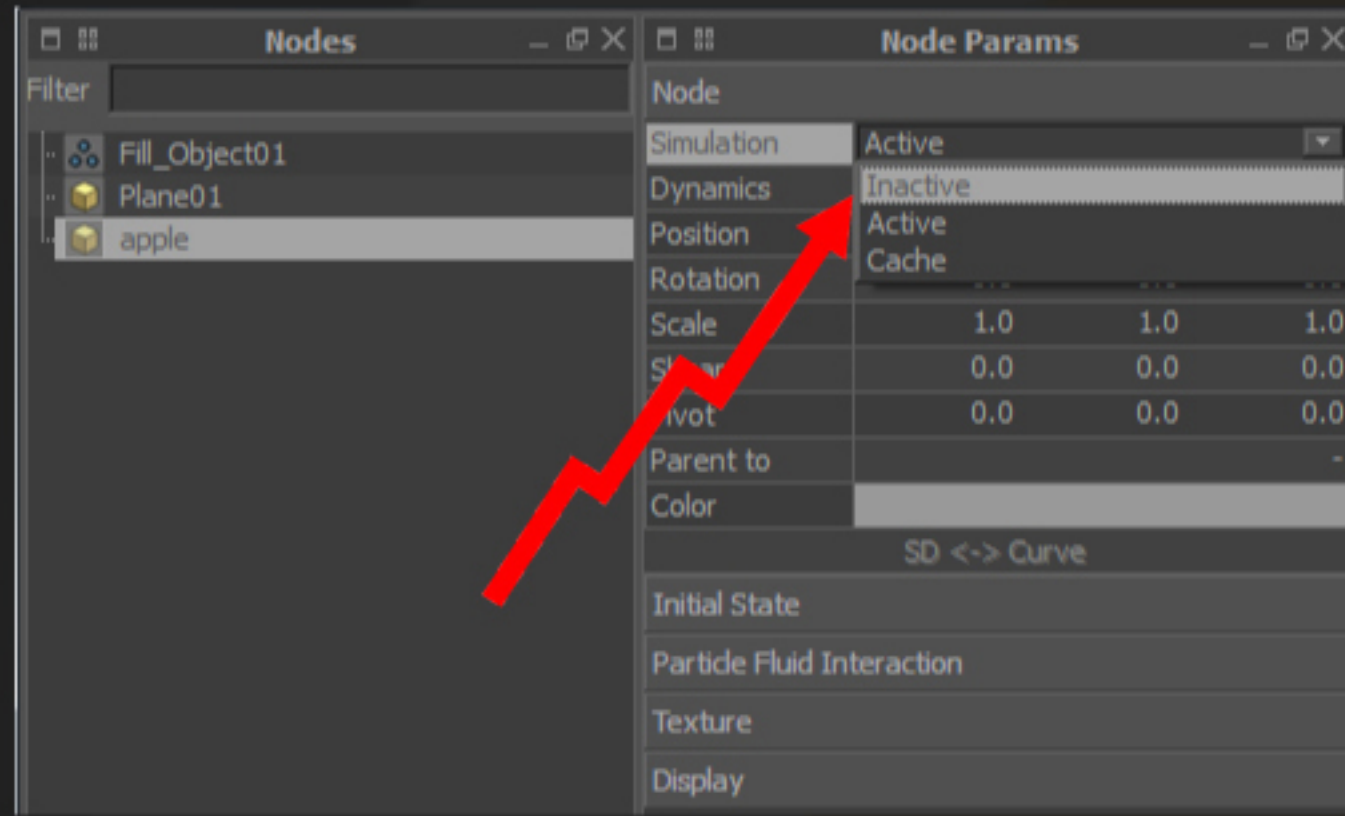 Nodes
Filter
Fill_Object01
Plane01
apple
Node Params
Node
Simulation Active
Dynamics Inactive
Active
Position
Cache
Rotation
Scale 1.0 1.0 1.0
0.0 0.0 0.0
0.0 0.0 0.0
Parent to -
Color
SD <-> Curve
Initial State
Particle Fluid Interaction
Texture
Display